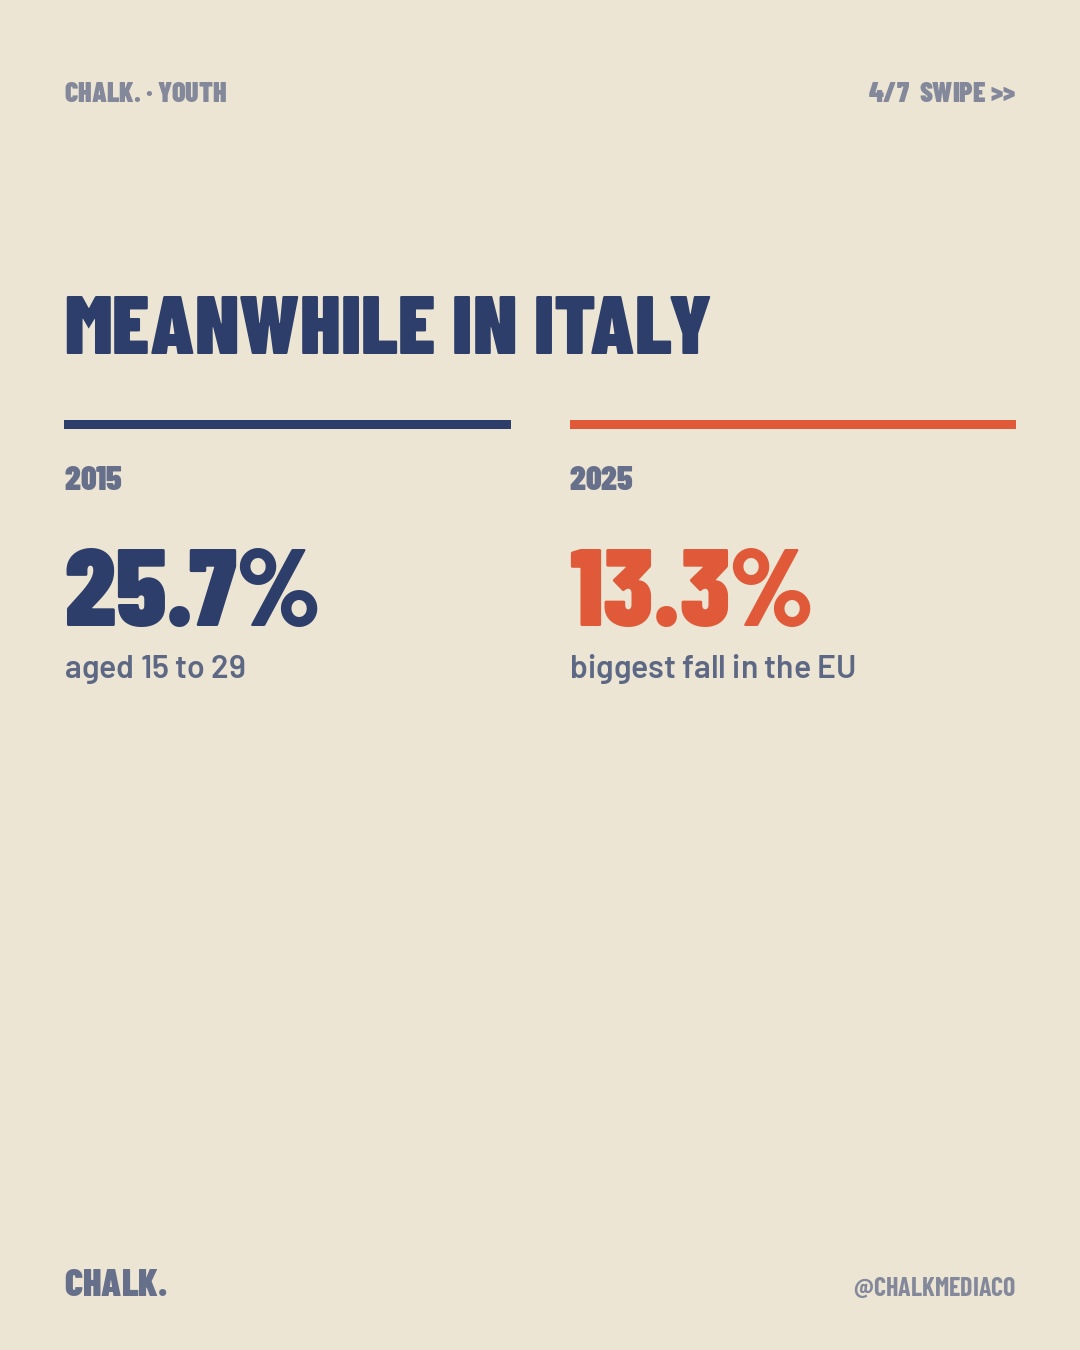 CHALK. · YOUTH
4/7 SWIPE >>
MEANWHILE IN ITALY
2015
25.7%
aged 15 to 29
2025
13.3%
biggest fall in the EU
CHALK.
@CHALKMEDIACO